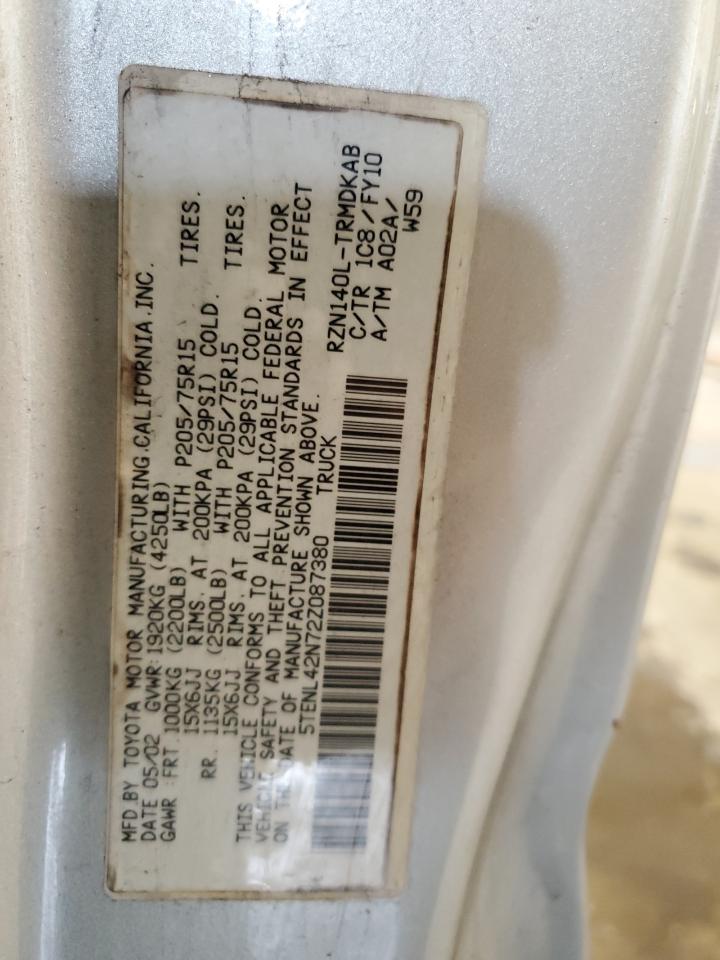 MFD.BY TOYOTA MOTOR MANUFACTURING.CALIFORNIA.INC.
DATE 05/02 GVWR:1920KG (4250LB)
GAWR :FRT.1000KG (2200LB) WITH P205/75R15 TIRES.
15X6JJ RIMS. AT 200KPA (29PSI) COLD.
RR. 1135KG (2500LB) WITH P205/75R15 TIRES.
15X6JJ RIMS. AT 200KPA (29PSI) COLD.
THIS VEHICLE CONFORMS TO ALL APPLICABLE FEDERAL MOTOR
VEHICLE SAFETY AND THEFT PREVENTION STANDARDS IN EFFECT
ON THE DATE OF MANUFACTURE SHOWN ABOVE.
5TENL42N72Z087380 TRUCK
RZN140L-TRMDKAB
C/TR 1C8/FY10
A/TM A02A/
W59